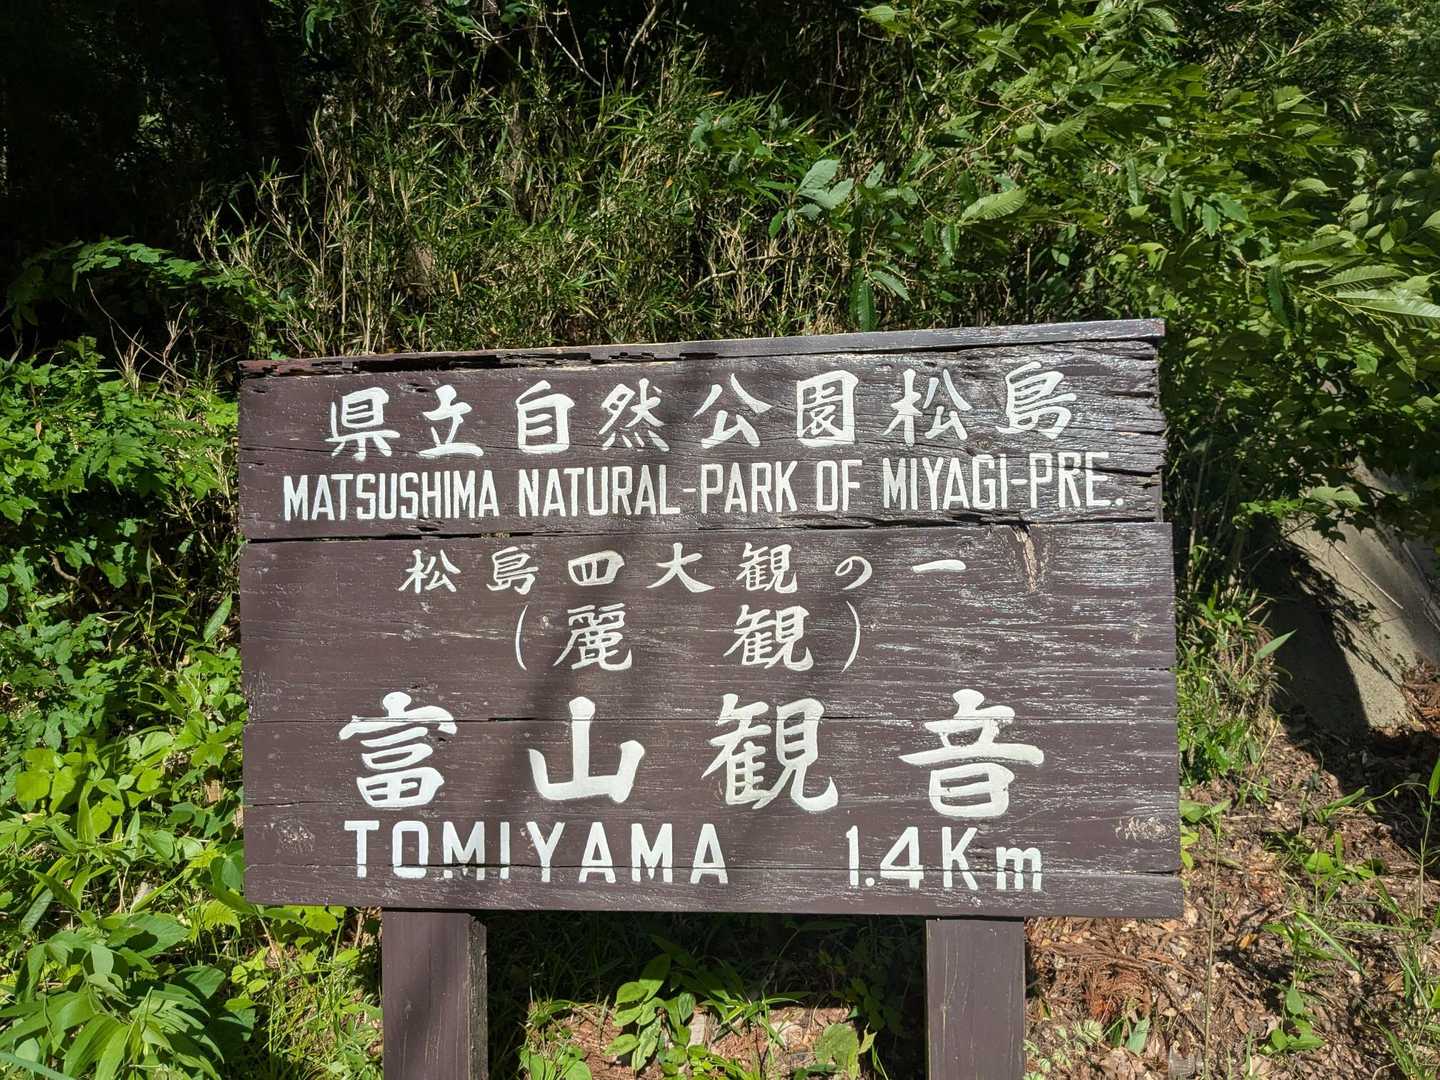 県立自然公園松島
MATSUSHIMA NATURAL-PARK OF MIYAGI-PRE.
松島四大観の一
(麗観)
富山観音
TOMIYAMA 1.4Km